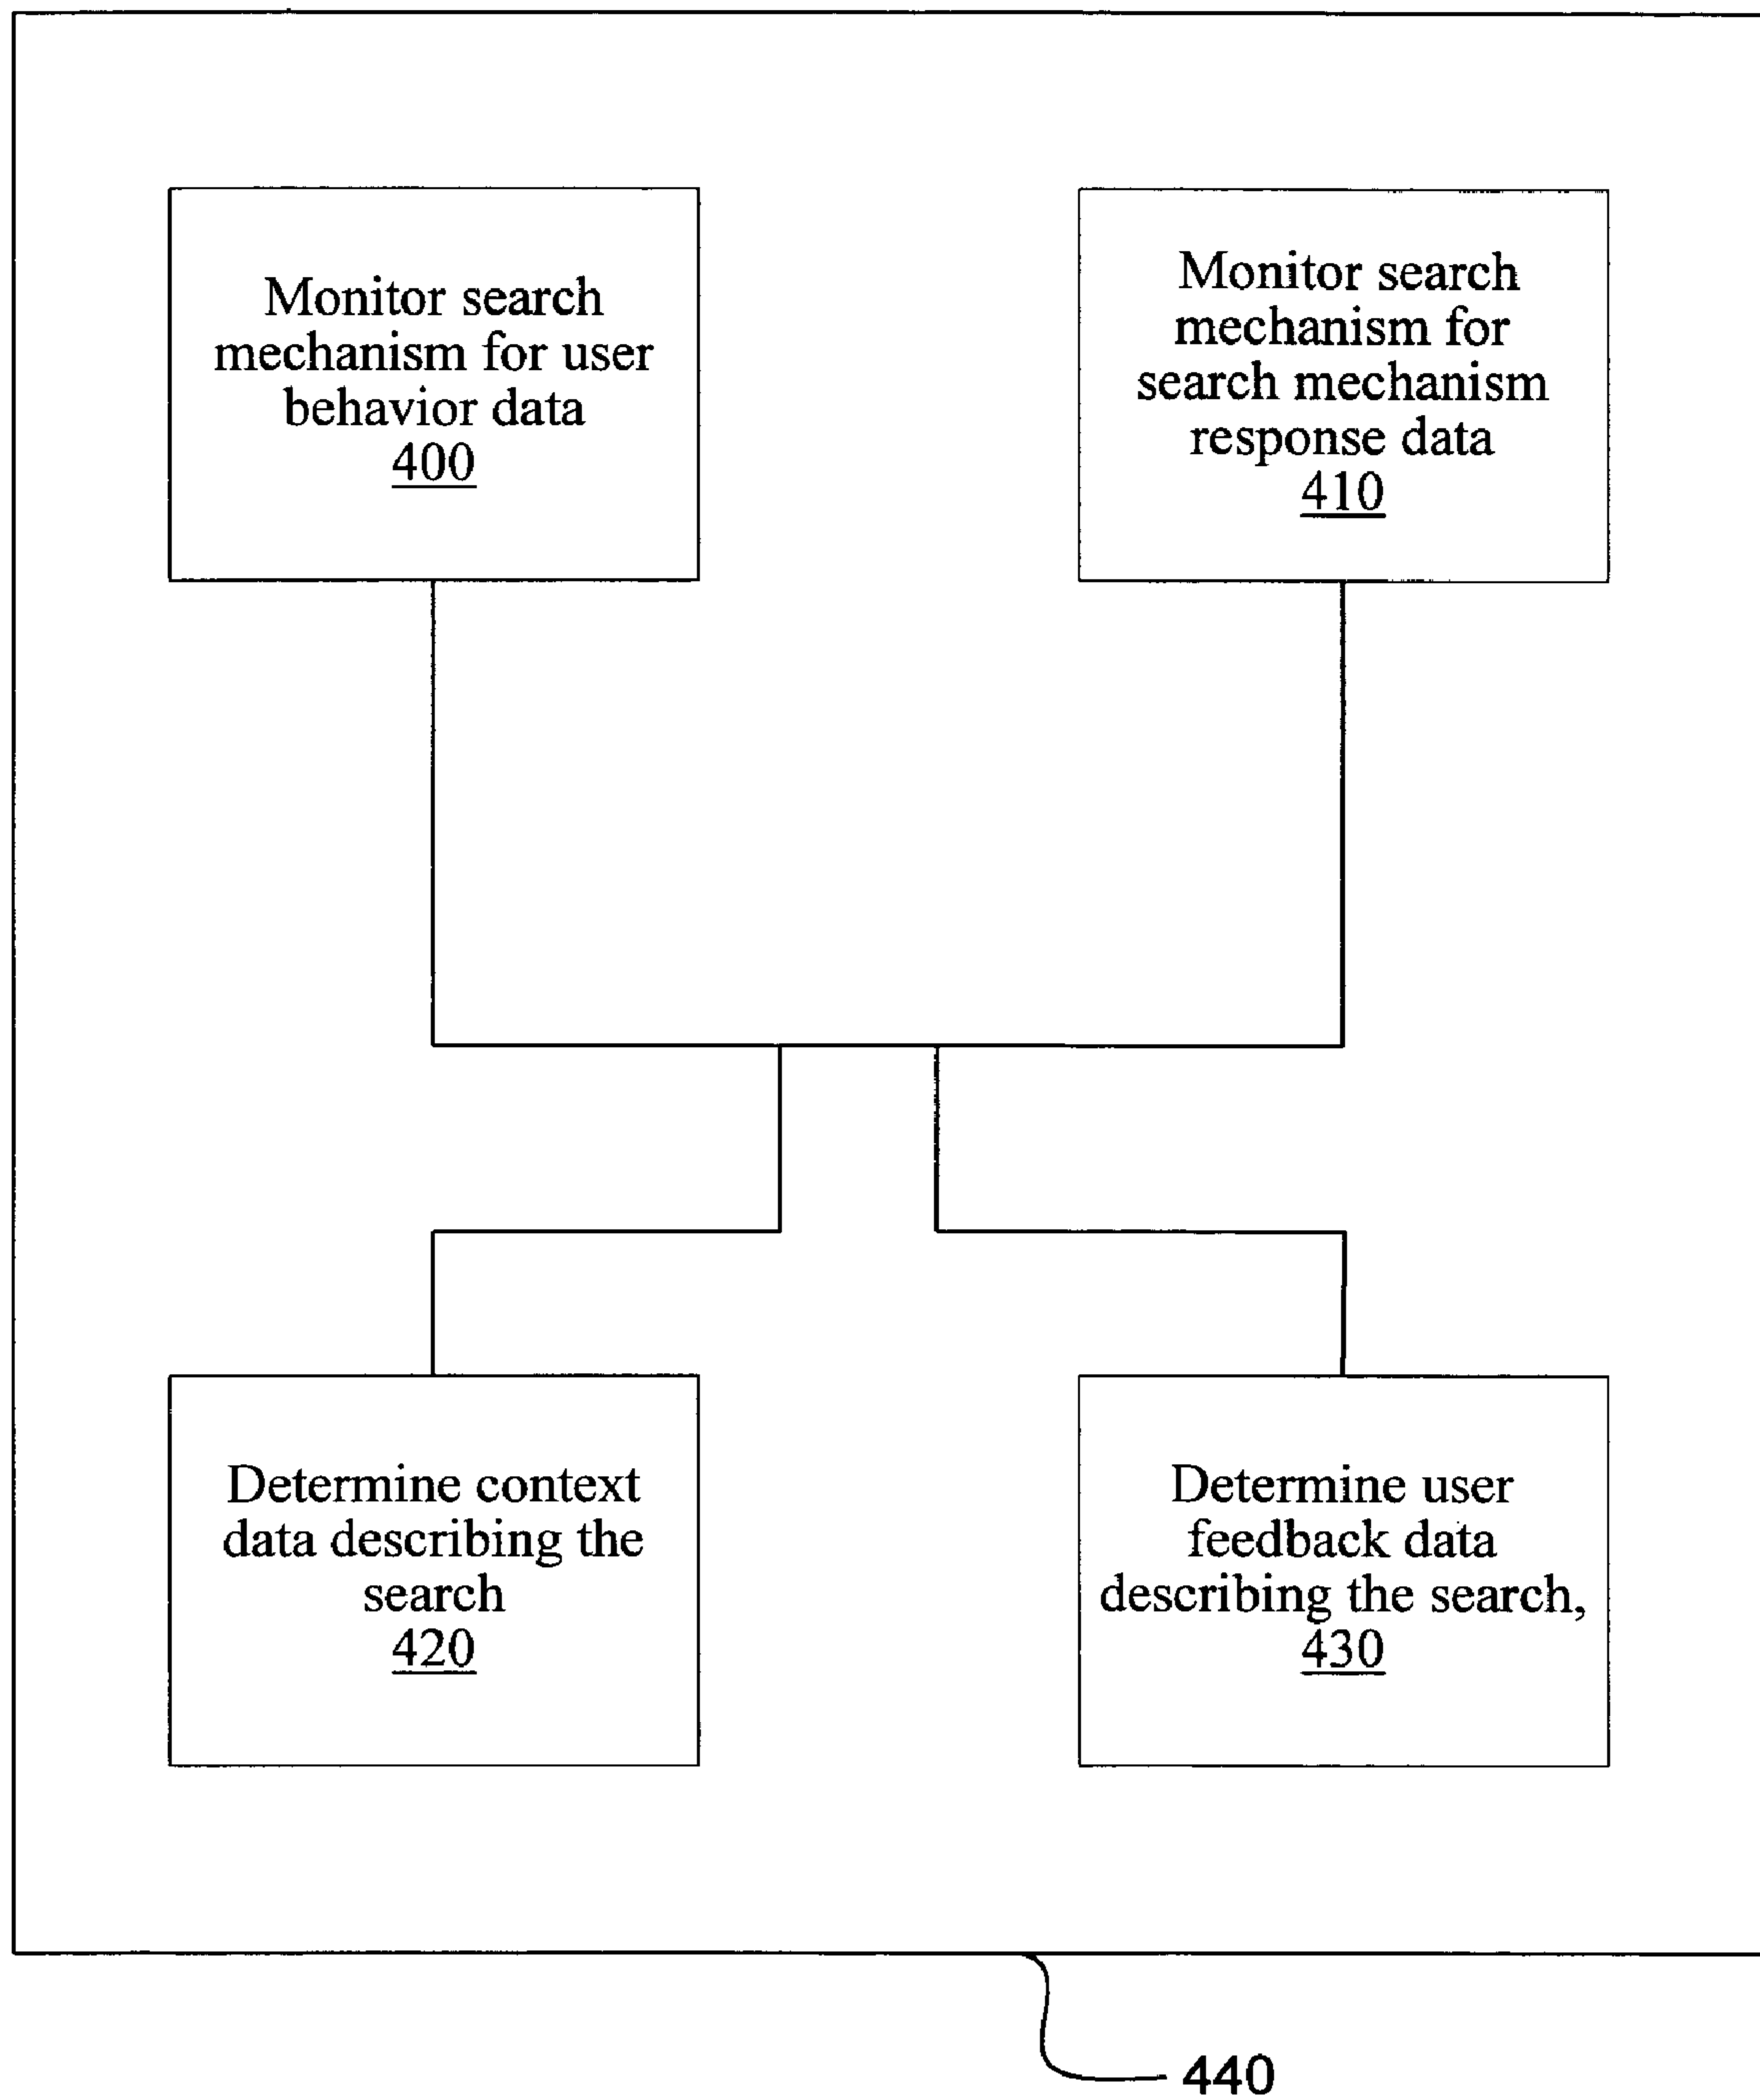 Monitor search
mechanism for user
behavior data
400
Monitor search
mechanism for
search mechanism
response data
410
Determine context
data describing the
search
420
Determine user
feedback data
describing the search,
430
440